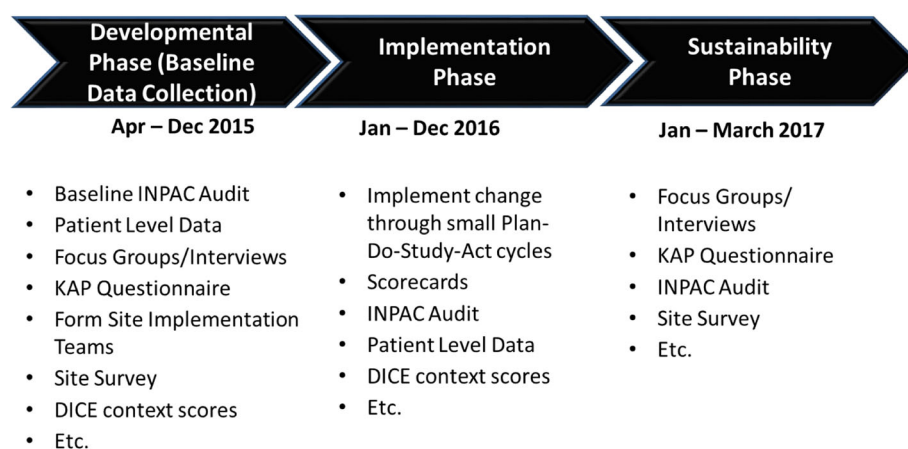 Developmental
Phase (Baseline
Data Collection)
Apr – Dec 2015
• Baseline INPAC Audit
• Patient Level Data
• Focus Groups/Interviews
• KAP Questionnaire
• Form Site Implementation
Teams
• Site Survey
• DICE context scores
• Etc.
Implementation
Phase
Jan – Dec 2016
• Implement change
through small Plan-
Do-Study-Act cycles
• Scorecards
• INPAC Audit
• Patient Level Data
• DICE context scores
• Etc.
Sustainability
Phase
Jan – March 2017
• Focus Groups/
Interviews
• KAP Questionnaire
• INPAC Audit
• Site Survey
• Etc.